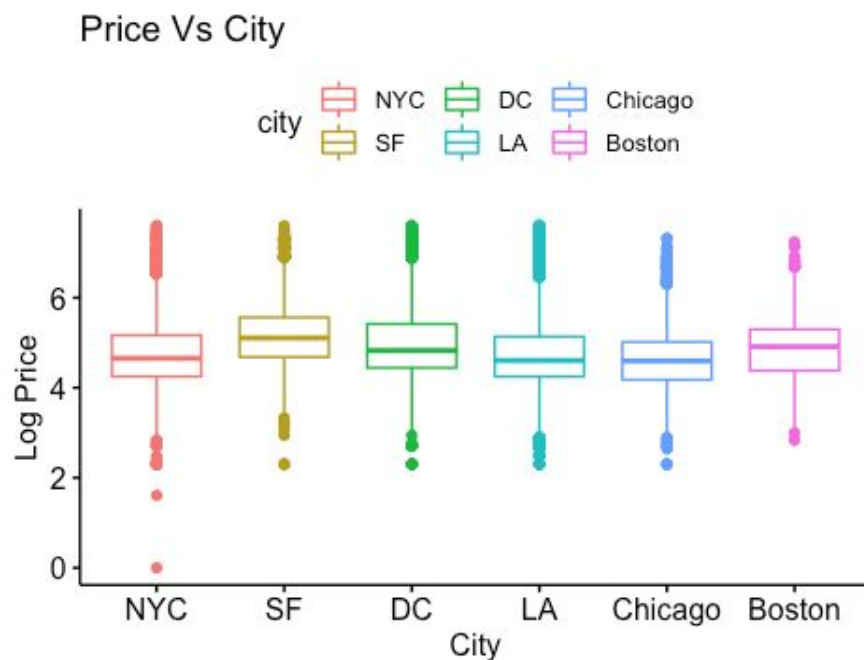 Price Vs City
city
NYC
DC
Chicago
SF
LA
Boston
Log Price
6
4
2
0
NYC SF DC LA Chicago Boston
City